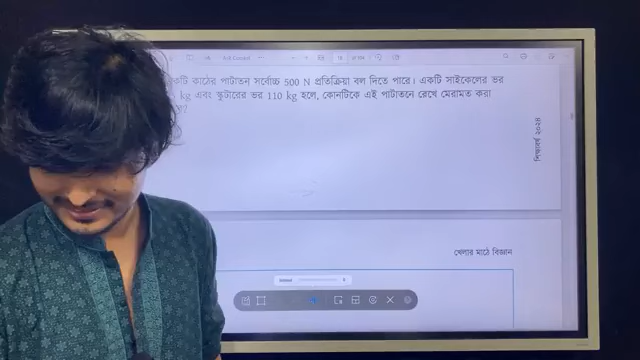 কটি কাঠের পাটাতন সর্বোচ্চ 500 N প্রতিক্রিয়া বল দিতে পারে। একটি সাইকেলের ভর
kg এবং স্কুটারের ভর 110 kg হলে, কোনটিকে এই পাটাতনে রেখে মেরামত করা
শিক্ষাবর্ষ ২০২৪
খেলার মাঠে বিজ্ঞান